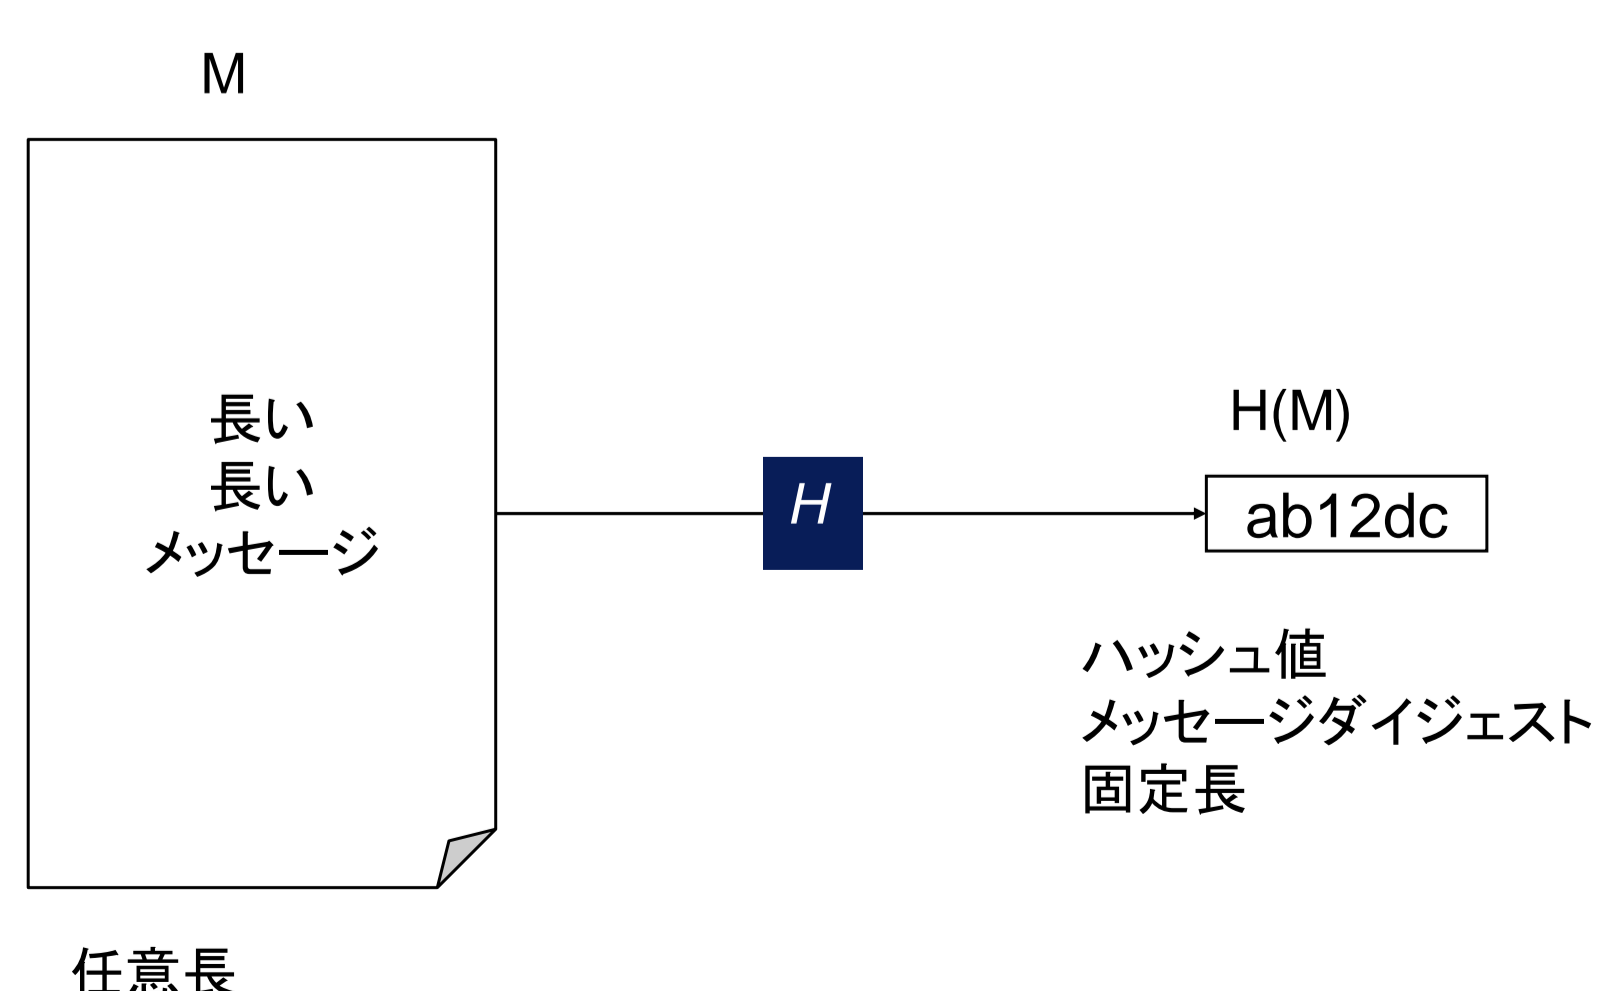 M
長い
長い
メッセージ
H
H(M)
ab12dc
ハッシュ値
メッセージダイジェスト
固定長
任意長